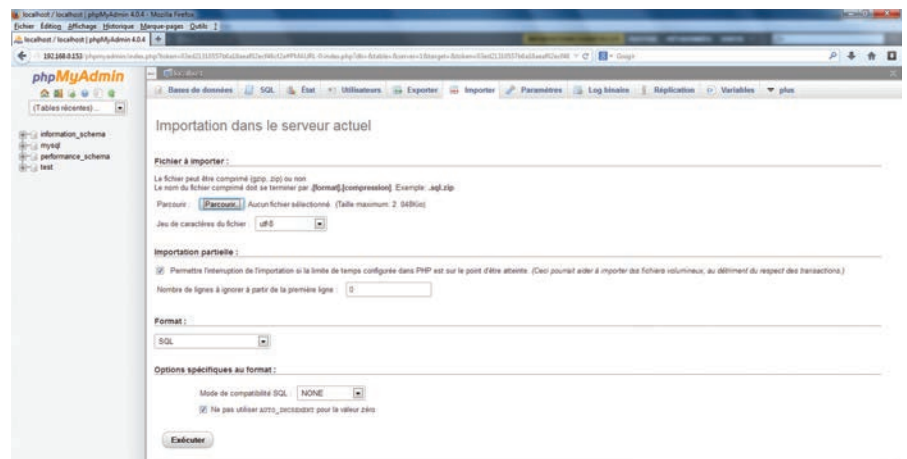 localhost / localhost | phpMyAdmin 4.0.4 - Mozilla Firefox
Fichier Édition Affichage Historique Marque-pages Outils ?
localhost / localhost | phpMyAdmin 4.0.4
192.168.0.153
Google
phpMyAdmin
(Tables récentes) ...
information_schema
mysql
performance_schema
test
Bases de données SQL État Utilisateurs Exporter Importer Paramètres Log binaire Réplication Variables plus
Importation dans le serveur actuel
Fichier à importer :
Le fichier peut être comprimé (gzip, zip) ou non
Le nom du fichier comprimé doit se terminer par .[format].[compression]. Exemple: .sql.zip
Parcourir : Parcourir... Aucun fichier sélectionné. (Taille maximum: 2 048Kio)
Jeu de caractères du fichier : utf-8
Importation partielle :
Permettre l'interruption de l'importation si la limite de temps configurée dans PHP est sur le point d'être atteinte. (Ceci pourrait aider à importer des fichiers volumineux, au détriment du respect des transactions.)
Nombre de lignes à ignorer à partir de la première ligne : 0
Format :
SQL
Options spécifiques au format :
Mode de compatibilité SQL : NONE
Ne pas utiliser AUTO_INCREMENT pour la valeur zéro
Exécuter